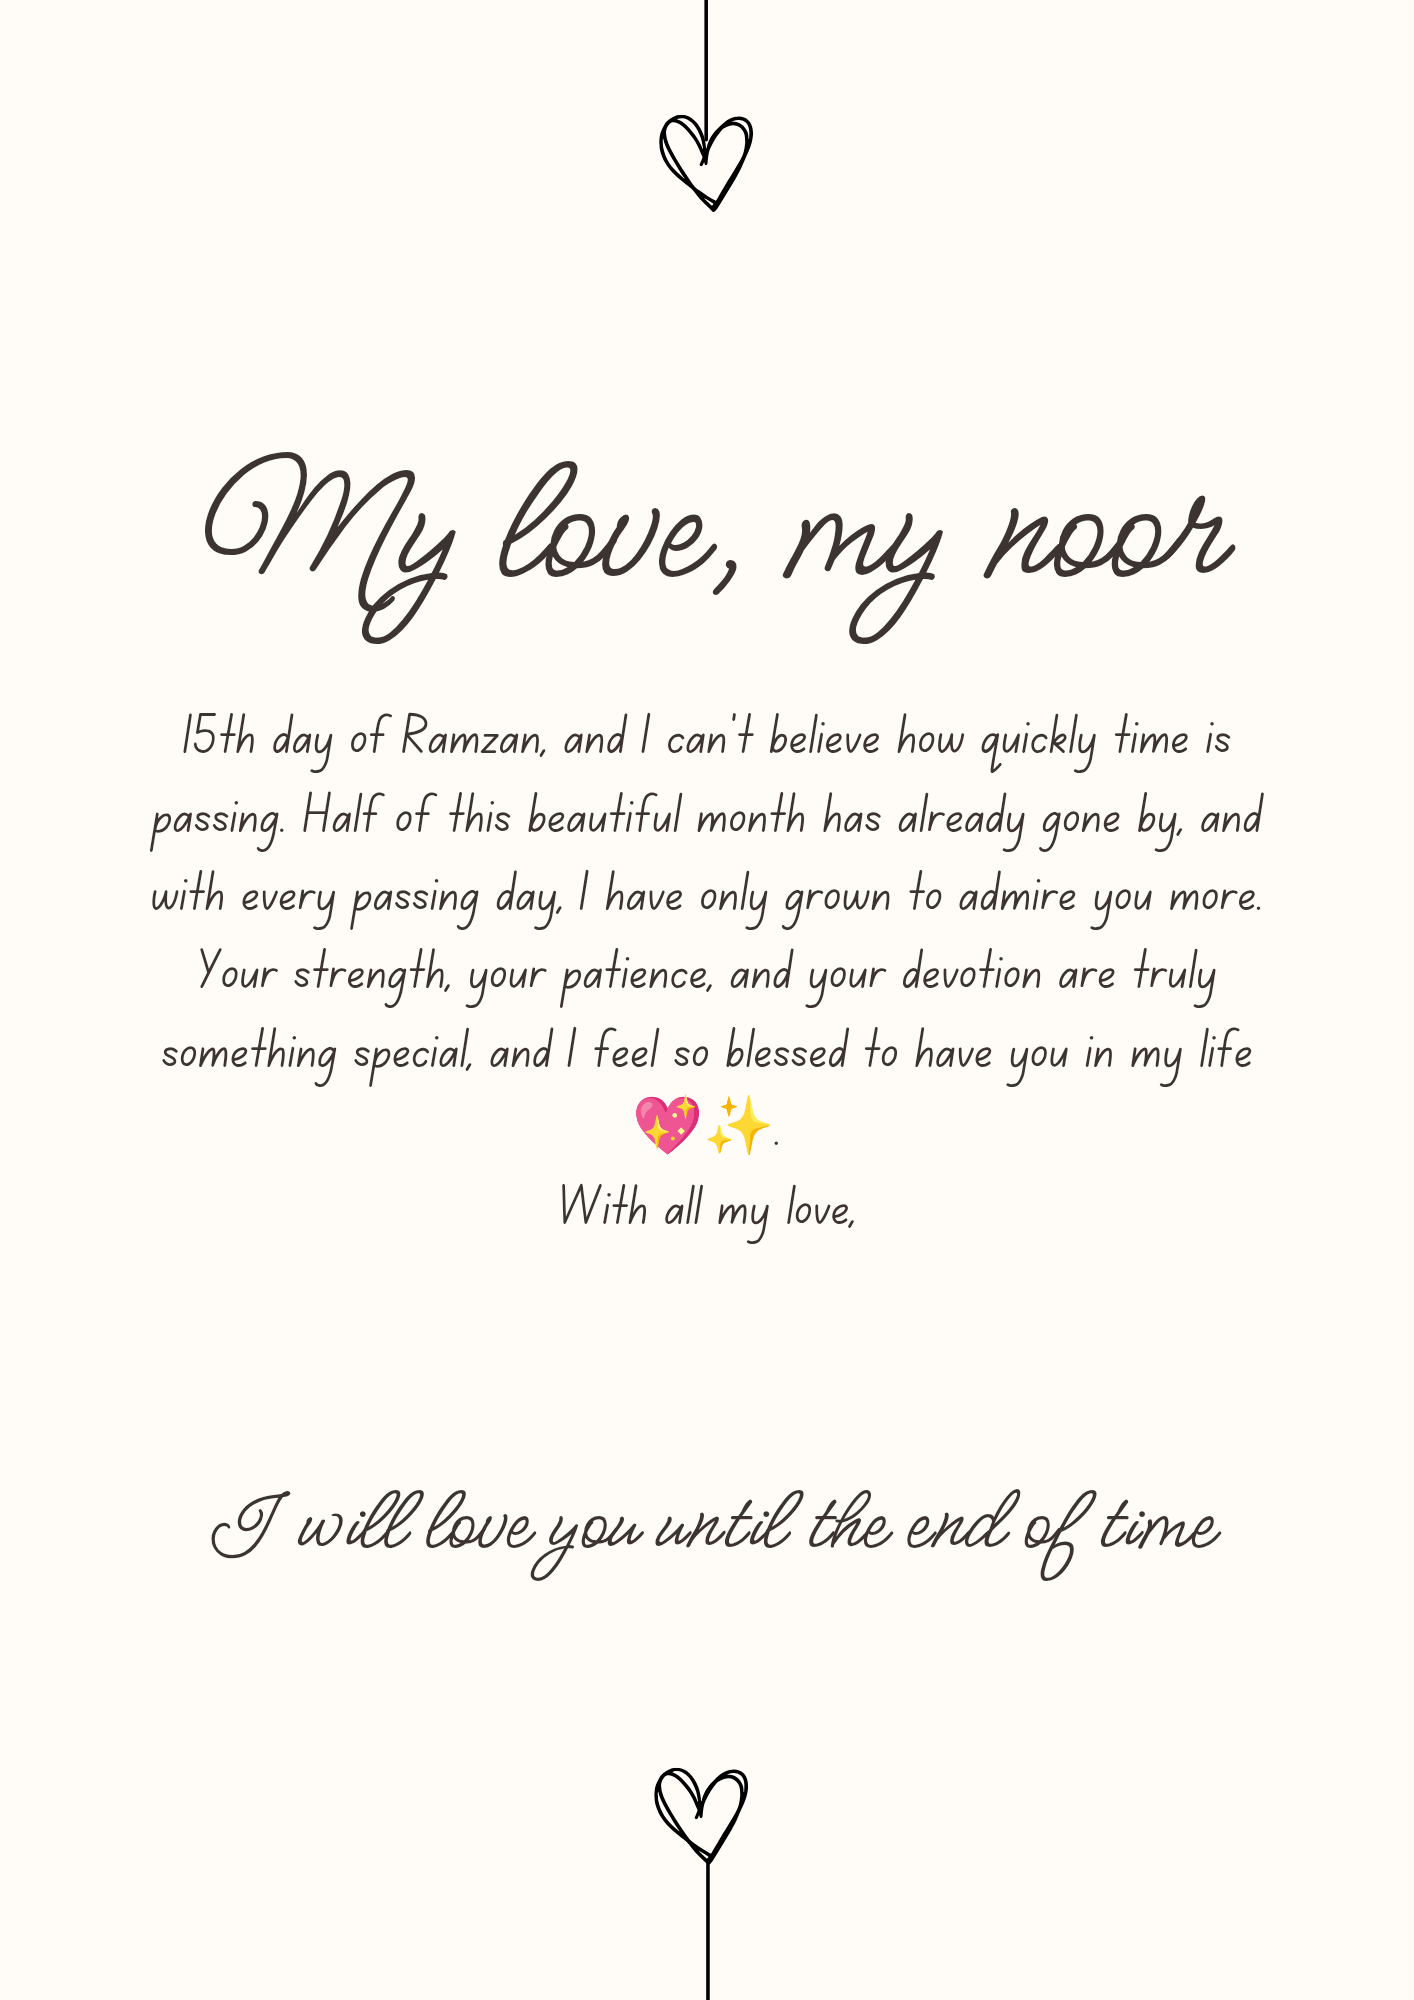 My love, my noor
15th day of Ramzan, and I can't believe how quickly time is
passing. Half of this beautiful month has already gone by, and
with every passing day, I have only grown to admire you more.
Your strength, your patience, and your devotion are truly
something special, and I feel so blessed to have you in my life
💖✨.
With all my love,
I will love you until the end of time